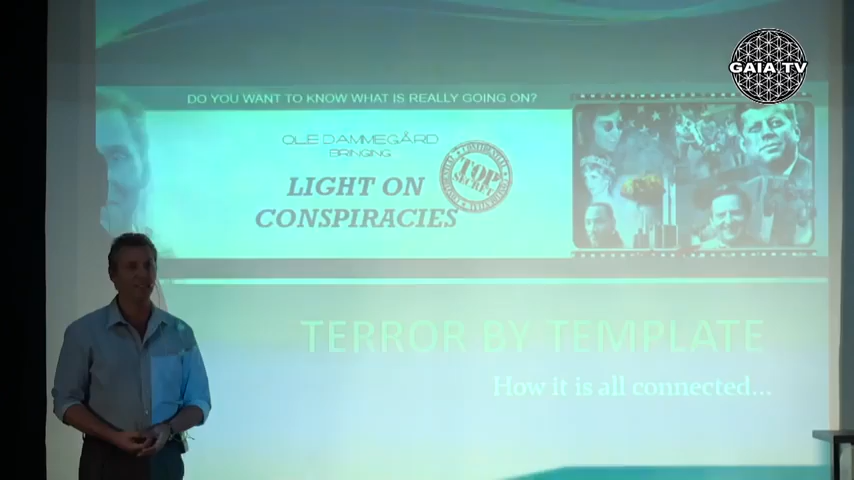 GAIA TV
DO YOU WANT TO KNOW WHAT IS REALLY GOING ON?
OLE DAMMEGÅRD
BRINGING
LIGHT ON
CONSPIRACIES
TOP
SECRET
TERROR BY TEMPLATE
How it is all connected...